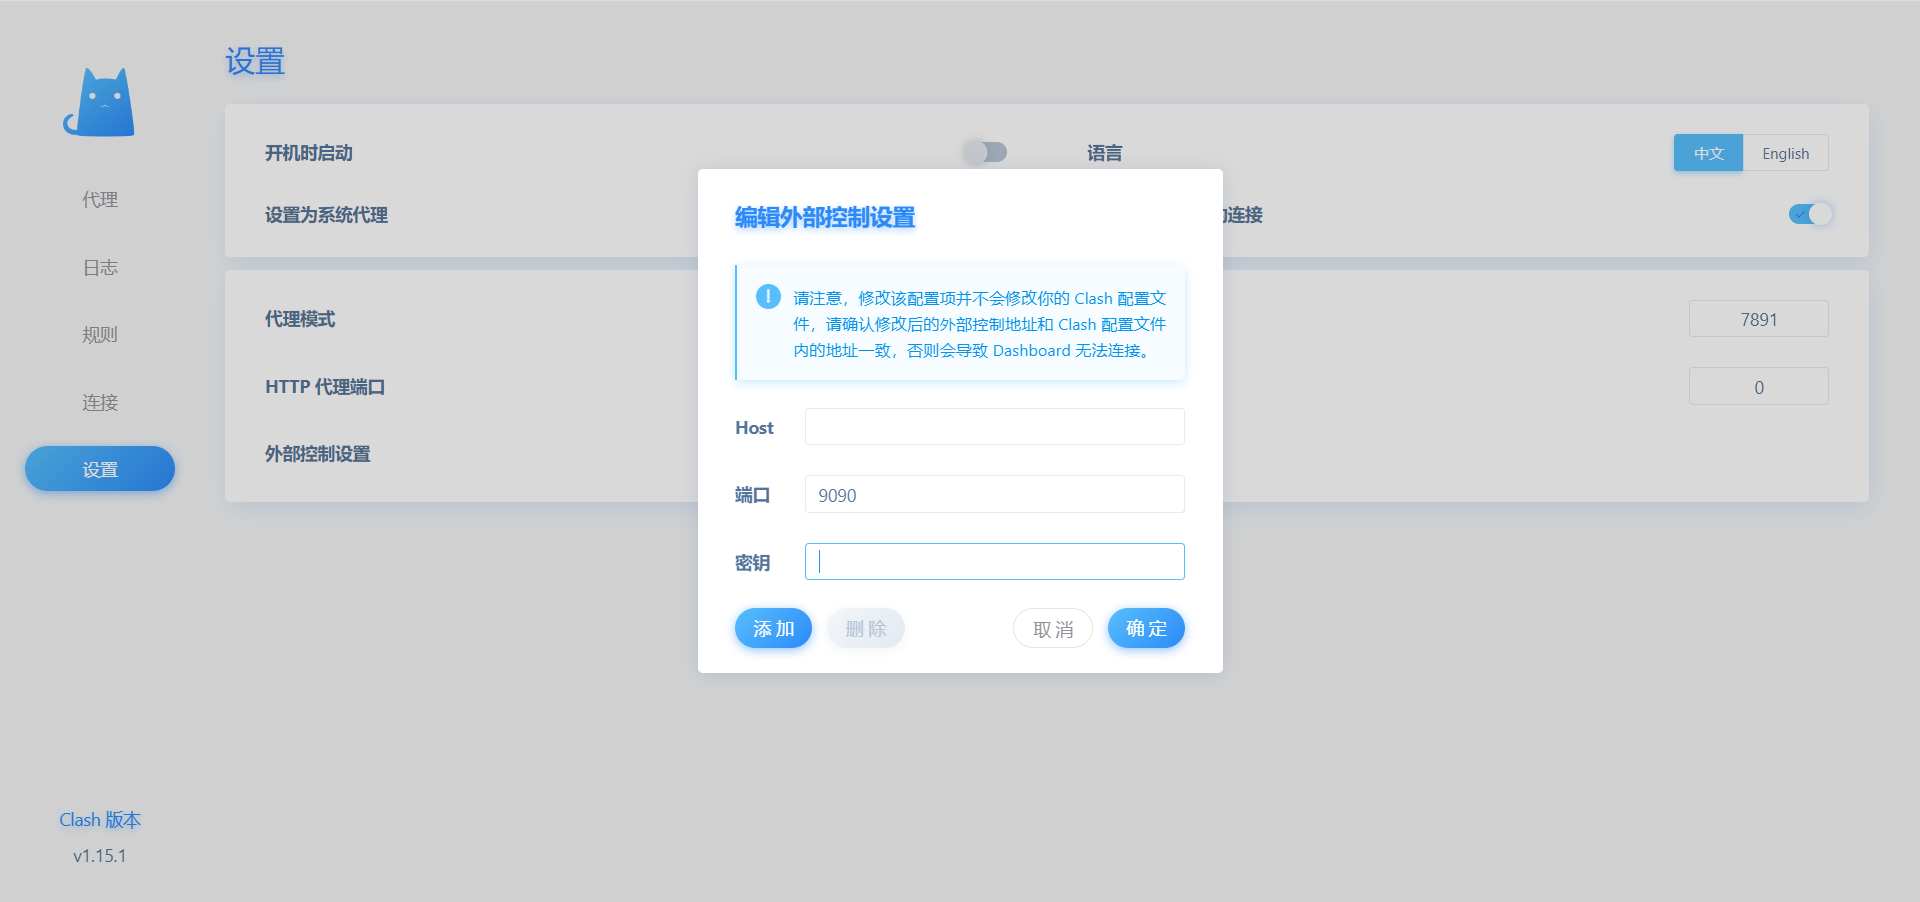 设置
代理
日志
规则
连接
设置
Clash 版本
v1.15.1
开机时启动
语言
中文
English
设置为系统代理
连接
代理模式
7891
HTTP 代理端口
0
外部控制设置
编辑外部控制设置
请注意，修改该配置项并不会修改你的 Clash 配置文
件，请确认修改后的外部控制地址和 Clash 配置文件
内的地址一致，否则会导致 Dashboard 无法连接。
Host
端口
9090
密钥
添加
删除
取消
确定